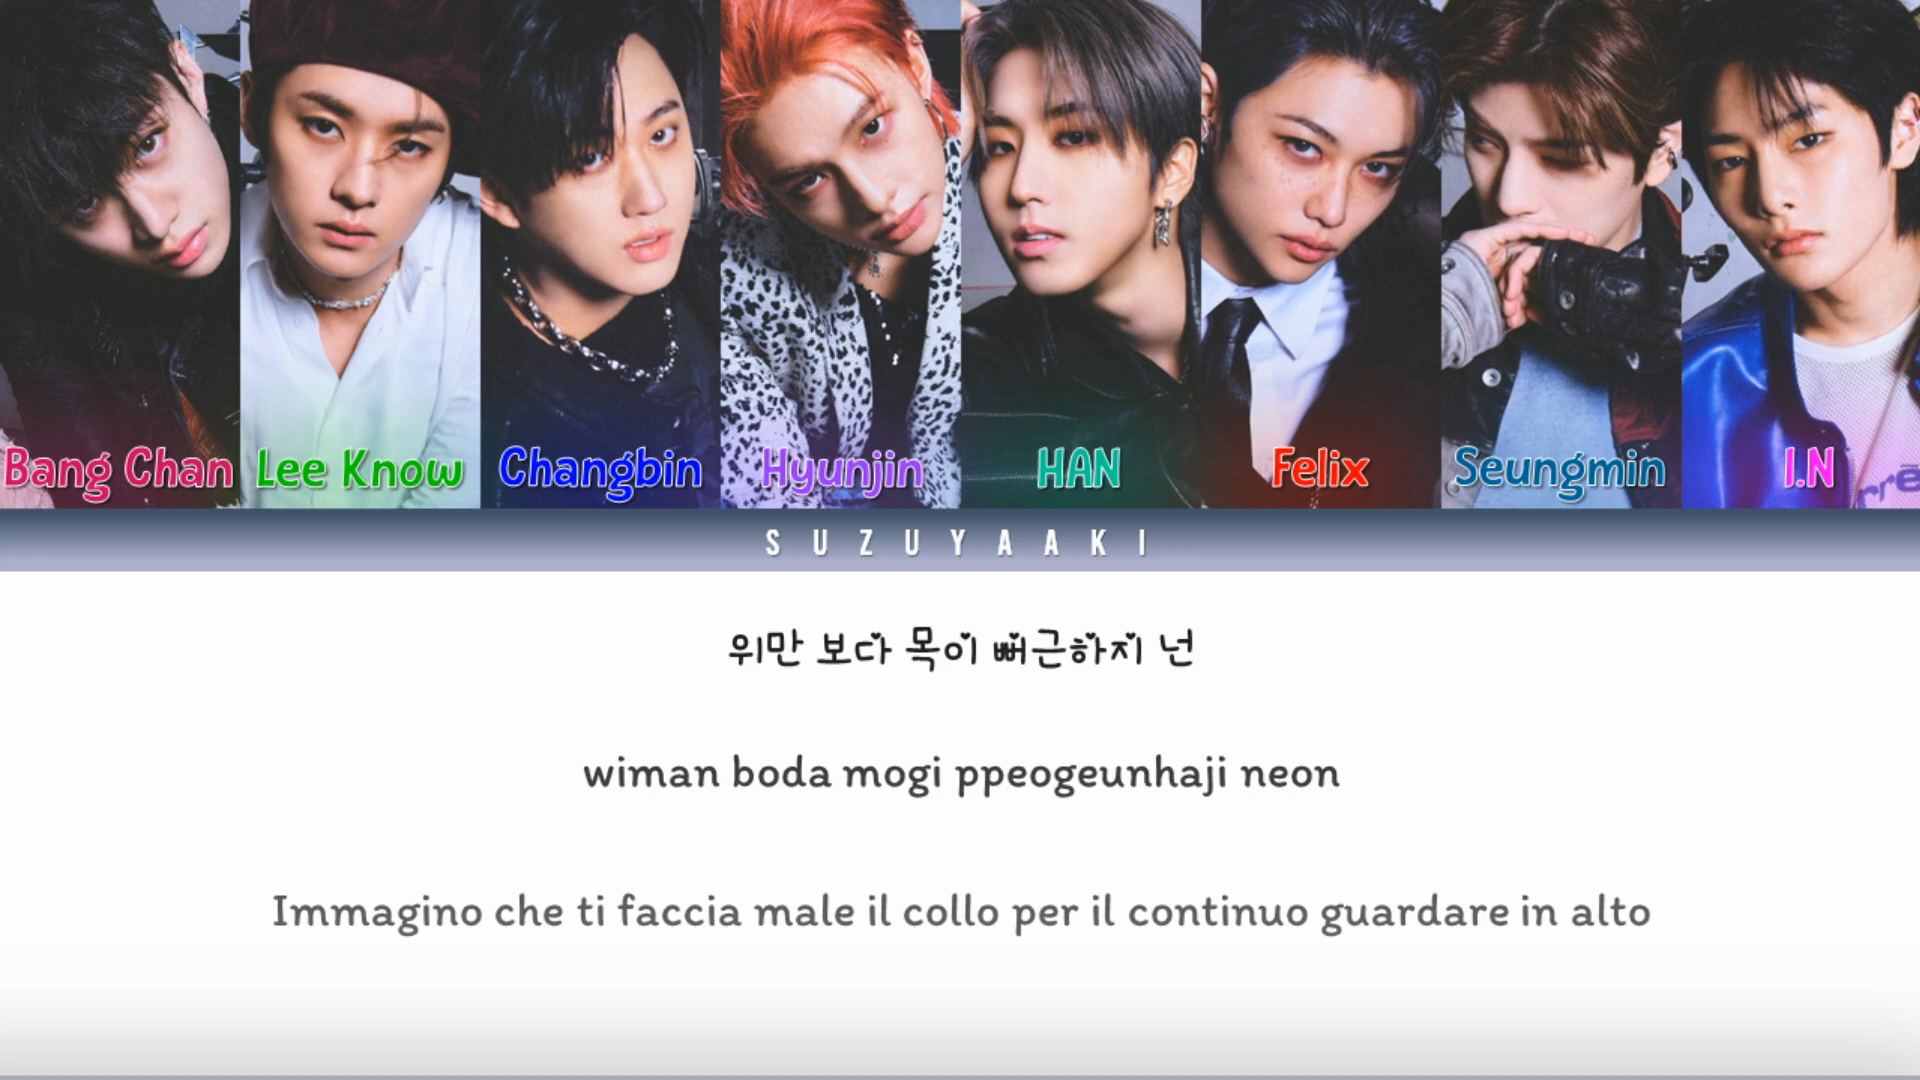 Bang Chan
Lee Know
Changbin
Hyunjin
HAN
Felix
Seungmin
I.N
rre
SUZUYAAKI
위만 보다 목이 뻐근하지 넌
wiman boda mogi ppeogeunhaji neon
Immagino che ti faccia male il collo per il continuo guardare in alto